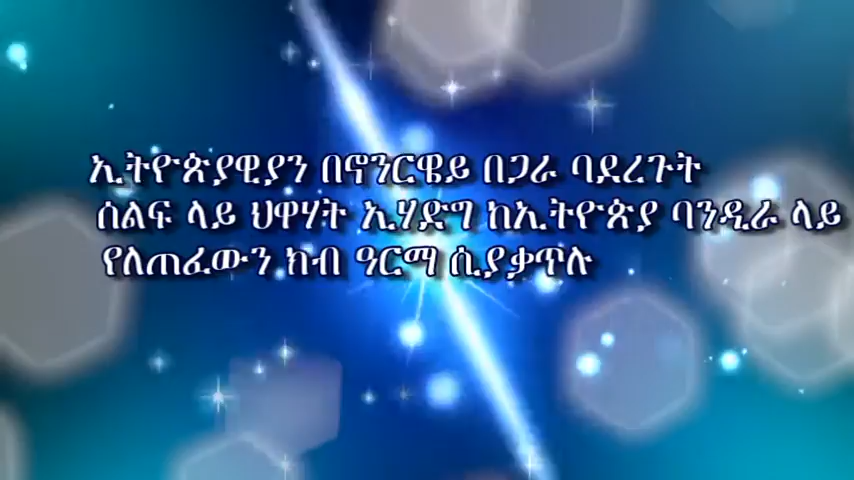 ኢትዮጵያዊያን በኖንርዌይ በጋራ ባደረጉት
ሰልፍ ላይ ህዋሃት ኢሃድግ ከኢትዮጵያ ባንዲራ ላይ
የለጠፈውን ክብ ዓርማ ሲያቃጥሉ